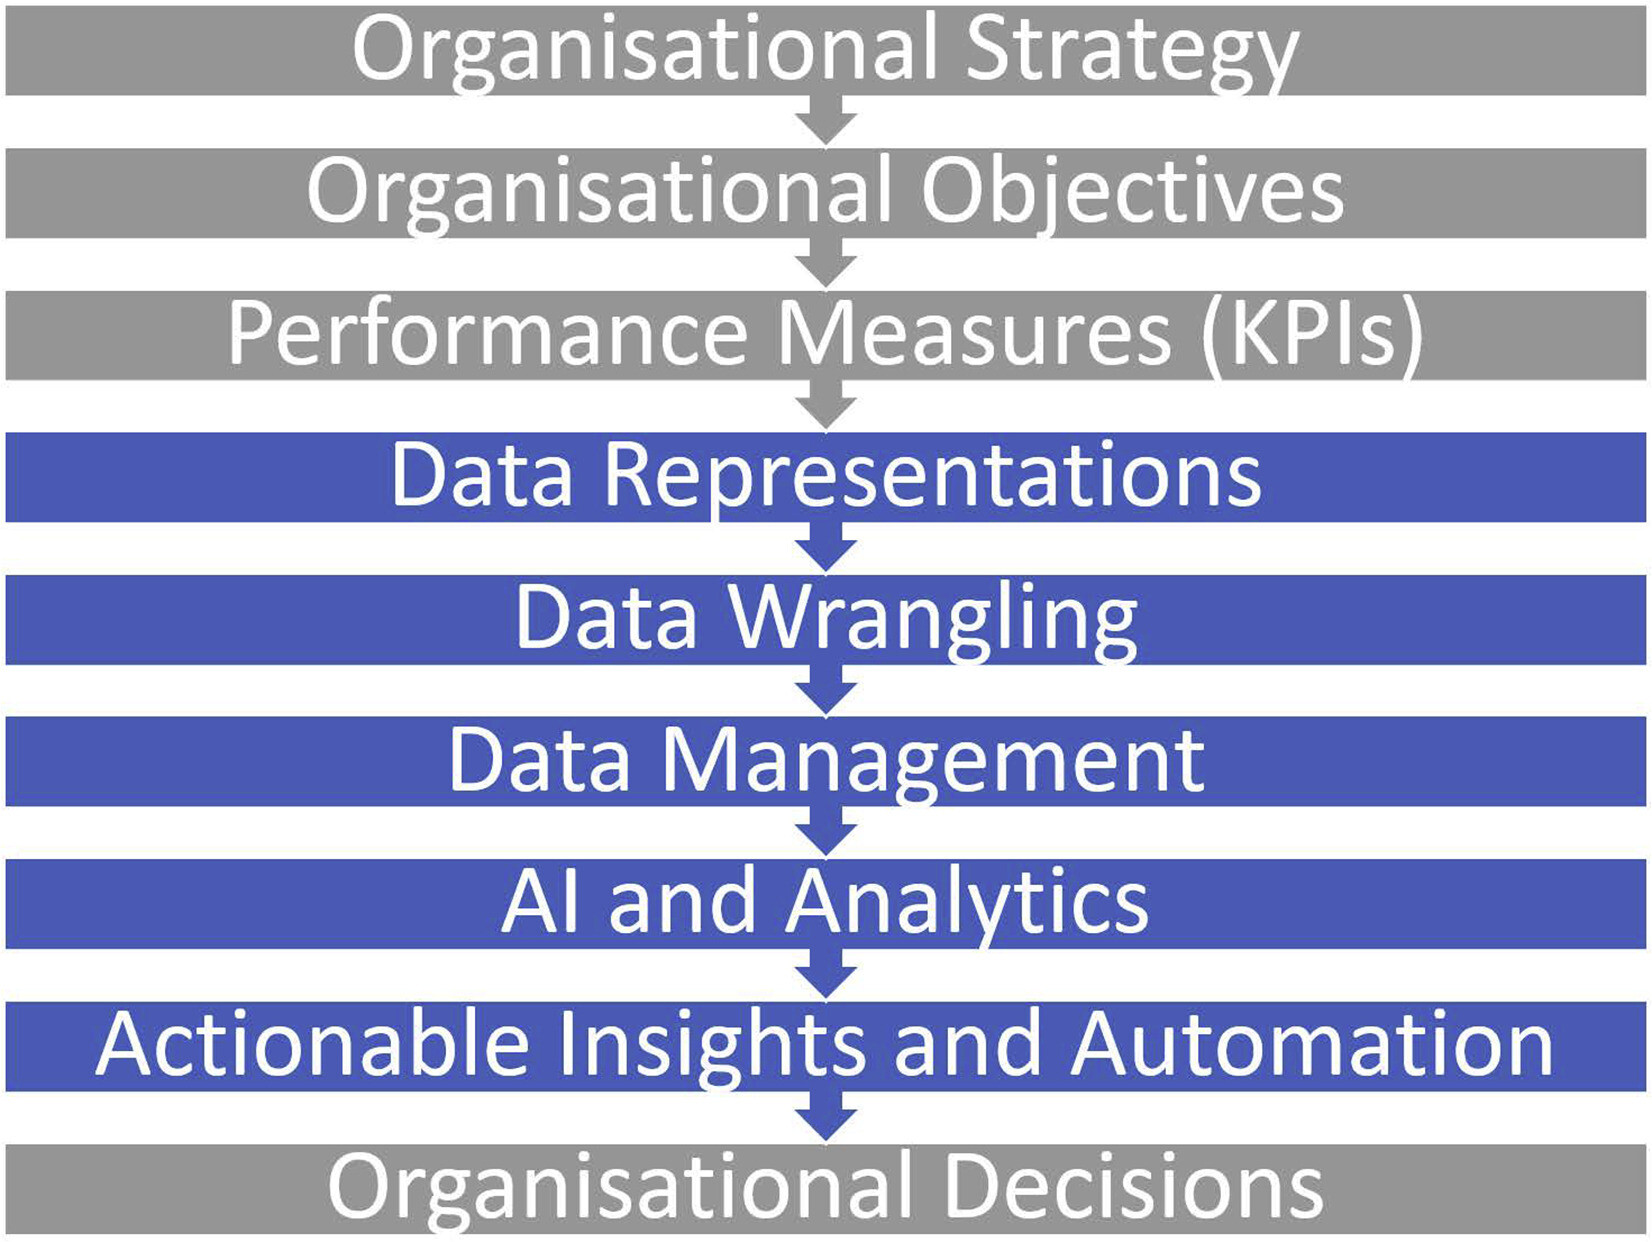 Organisational Strategy
Organisational Objectives
Performance Measures (KPIs)
Data Representations
Data Wrangling
Data Management
AI and Analytics
Actionable Insights and Automation
Organisational Decisions